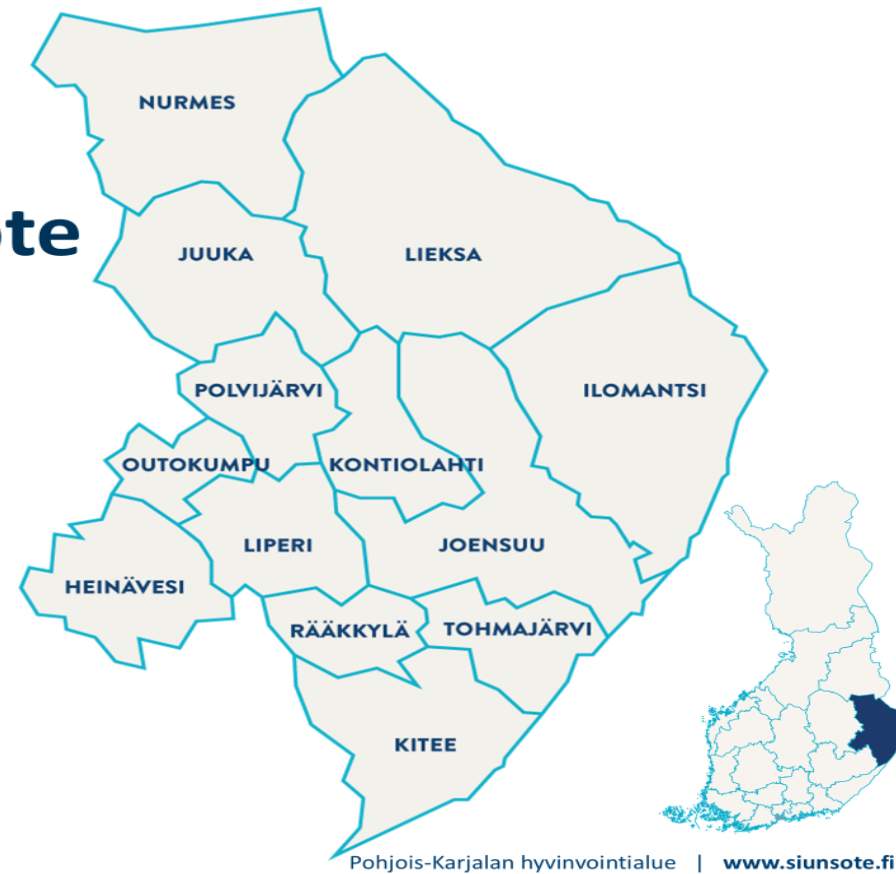 NURMES
ote
JUUKA
LIEKSA
POLVIJÄRVI
ILOMANTSI
OUTOKUMPU
KONTIOLAHTI
LIPERI
JOENSUU
HEINÄVESI
RÄÄKKYLÄ
TOHMAJÄRVI
KITEE
Pohjois-Karjalan hyvinvointialue | www.siunsote.fi